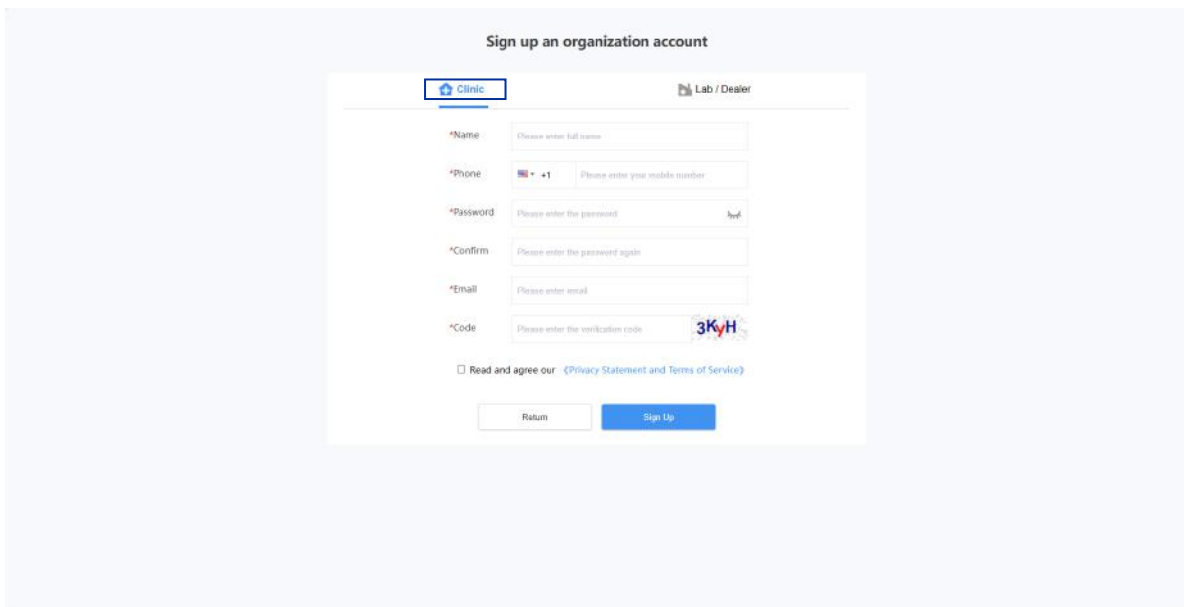 Sign up an organization account
Clinic
Lab / Dealer
*Name
Please enter full name
*Phone
+1
Please enter your mobile number
*Password
Please enter the password
*Confirm
Please enter the password again
*Email
Please enter email
*Code
Please enter the verification code
3KyH
Read and agree our 《Privacy Statement and Terms of Service》
Return
Sign Up